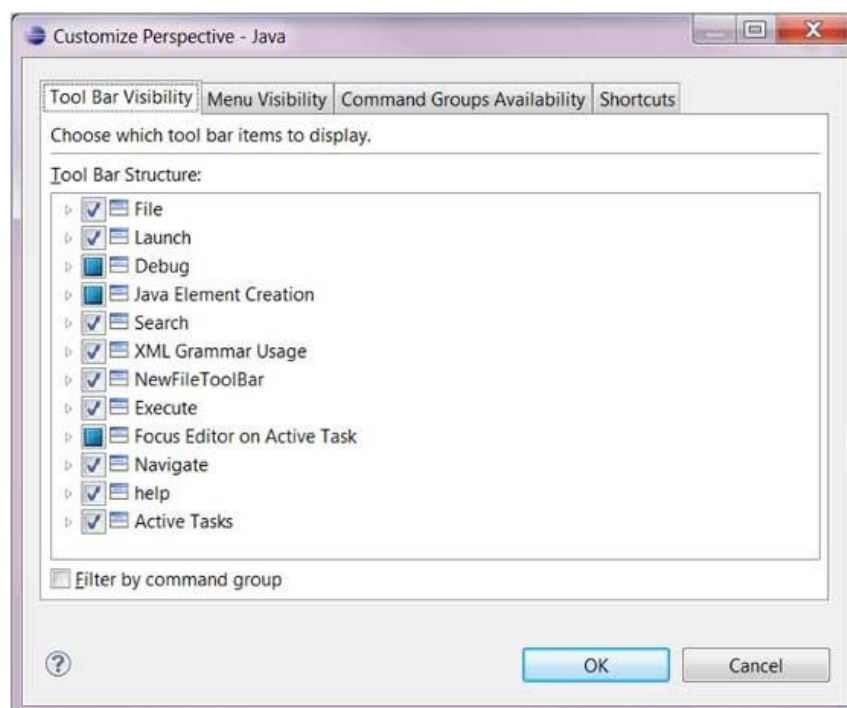 Customize Perspective - Java
Tool Bar Visibility Menu Visibility Command Groups Availability Shortcuts
Choose which tool bar items to display.
Tool Bar Structure:
File
Launch
Debug
Java Element Creation
Search
XML Grammar Usage
NewFileToolBar
Execute
Focus Editor on Active Task
Navigate
help
Active Tasks
Filter by command group
? OK Cancel